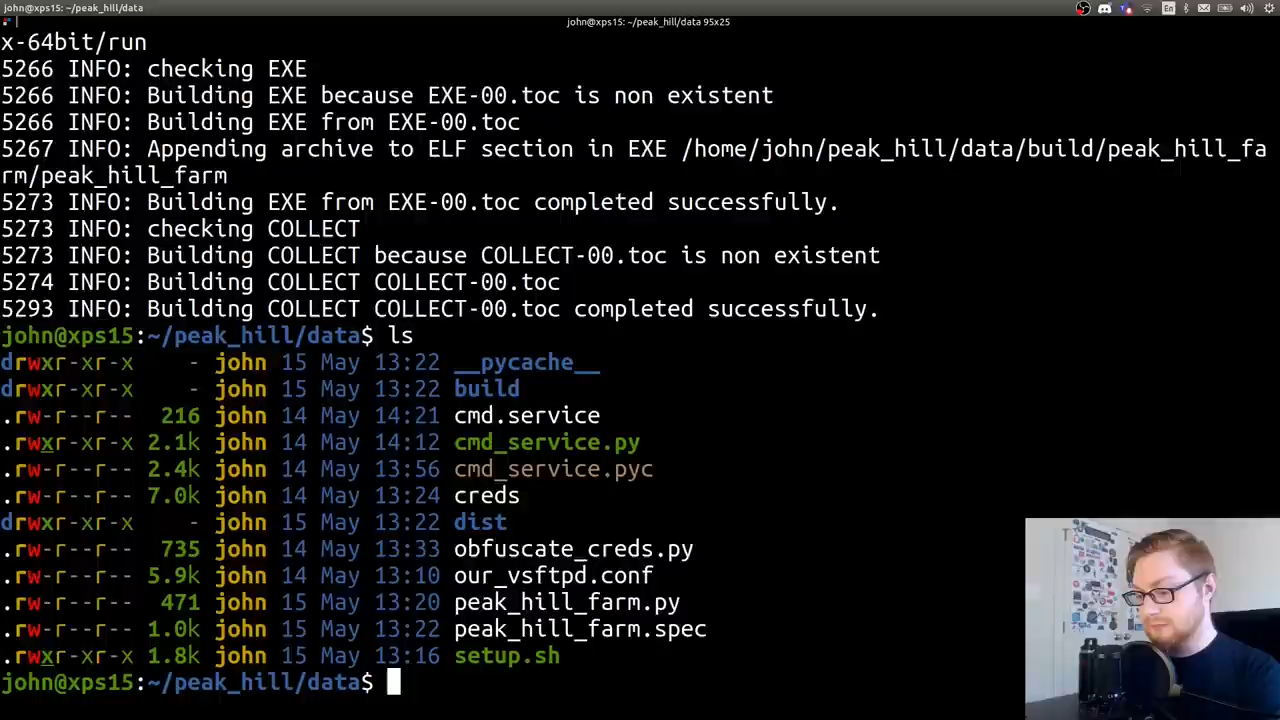 john@xps15: ~/peak_hill/data
En
john@xps15: ~/peak_hill/data 95x25
x-64bit/run
5266 INFO: checking EXE
5266 INFO: Building EXE because EXE-00.toc is non existent
5266 INFO: Building EXE from EXE-00.toc
5267 INFO: Appending archive to ELF section in EXE /home/john/peak_hill/data/build/peak_hill_fa
rm/peak_hill_farm
5273 INFO: Building EXE from EXE-00.toc completed successfully.
5273 INFO: checking COLLECT
5273 INFO: Building COLLECT because COLLECT-00.toc is non existent
5274 INFO: Building COLLECT COLLECT-00.toc
5293 INFO: Building COLLECT COLLECT-00.toc completed successfully.
john@xps15:~/peak_hill/data$ ls
drwxr-xr-x - john 15 May 13:22 __pycache__
drwxr-xr-x - john 15 May 13:22 build
.rw-r--r-- 216 john 14 May 14:21 cmd.service
.rwxr-xr-x 2.1k john 14 May 14:12 cmd_service.py
.rw-r--r-- 2.4k john 14 May 13:56 cmd_service.pyc
.rw-r--r-- 7.0k john 14 May 13:24 creds
drwxr-xr-x - john 15 May 13:22 dist
.rw-r--r-- 735 john 14 May 13:33 obfuscate_creds.py
.rw-r--r-- 5.9k john 14 May 13:10 our_vsftpd.conf
.rw-r--r-- 471 john 15 May 13:20 peak_hill_farm.py
.rw-r--r-- 1.0k john 15 May 13:22 peak_hill_farm.spec
.rwxr-xr-x 1.8k john 15 May 13:16 setup.sh
john@xps15:~/peak_hill/data$